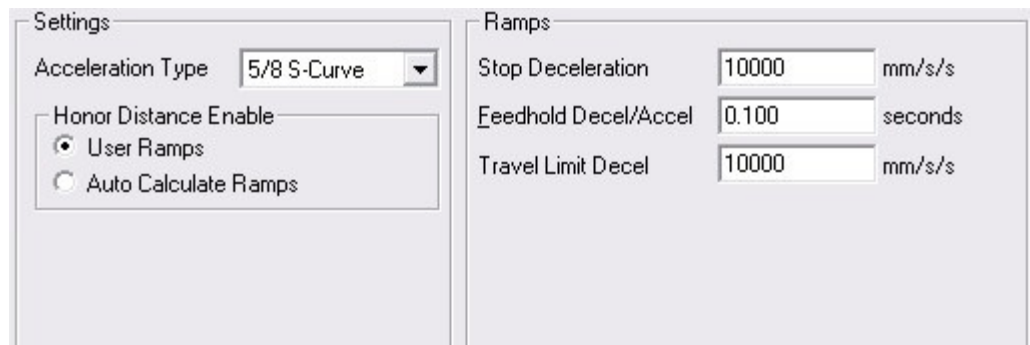 Settings
Acceleration Type 5/8 S-Curve
Honor Distance Enable
User Ramps
Auto Calculate Ramps
Ramps
Stop Deceleration 10000 mm/s/s
Feedhold Decel/Accel 0.100 seconds
Travel Limit Decel 10000 mm/s/s